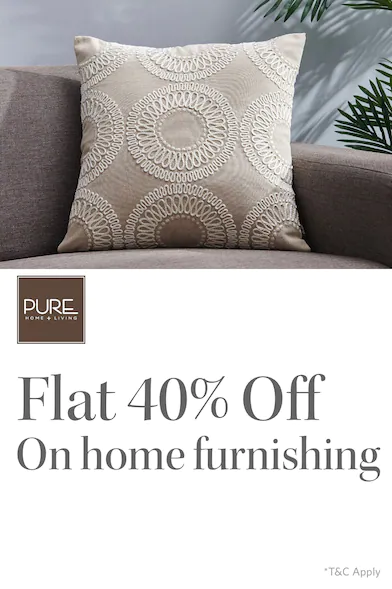 PURE
HOME + LIVING
Flat 40% Off
On home furnishing
*T&C Apply